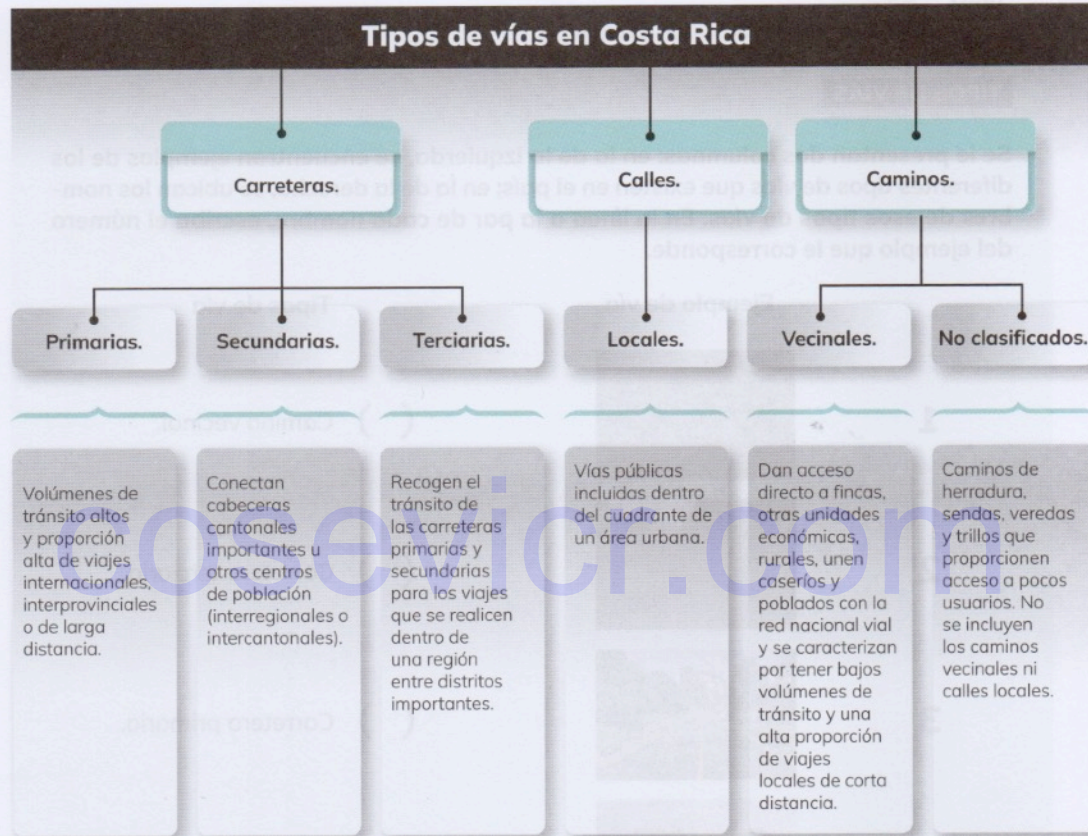 Tipos de vías en Costa Rica
Carreteras.
Calles.
Caminos.
Primarias.
Secundarias.
Terciarias.
Locales.
Vecinales.
No clasificados.
Volúmenes de
tránsito altos
y proporción
alta de viajes
internacionales,
interprovinciales
o de larga
distancia.
Conectan
cabeceras
cantonales
importantes u
otros centros
de población
(interregionales o
intercantonales).
Recogen el
tránsito de
las carreteras
primarias y
secundarias
para los viajes
que se realicen
dentro de
una región
entre distritos
importantes.
Vías públicas
incluidas dentro
del cuadrante de
un área urbana.
Dan acceso
directo a fincas,
otras unidades
económicas,
rurales, unen
caseríos y
poblados con la
red nacional vial
y se caracterizan
por tener bajos
volúmenes de
tránsito y una
alta proporción
de viajes
locales de corta
distancia.
Caminos de
herradura,
sendas, veredas
y trillos que
proporcionen
acceso a pocos
usuarios. No
se incluyen
los caminos
vecinales ni
calles locales.
cosevicr.com